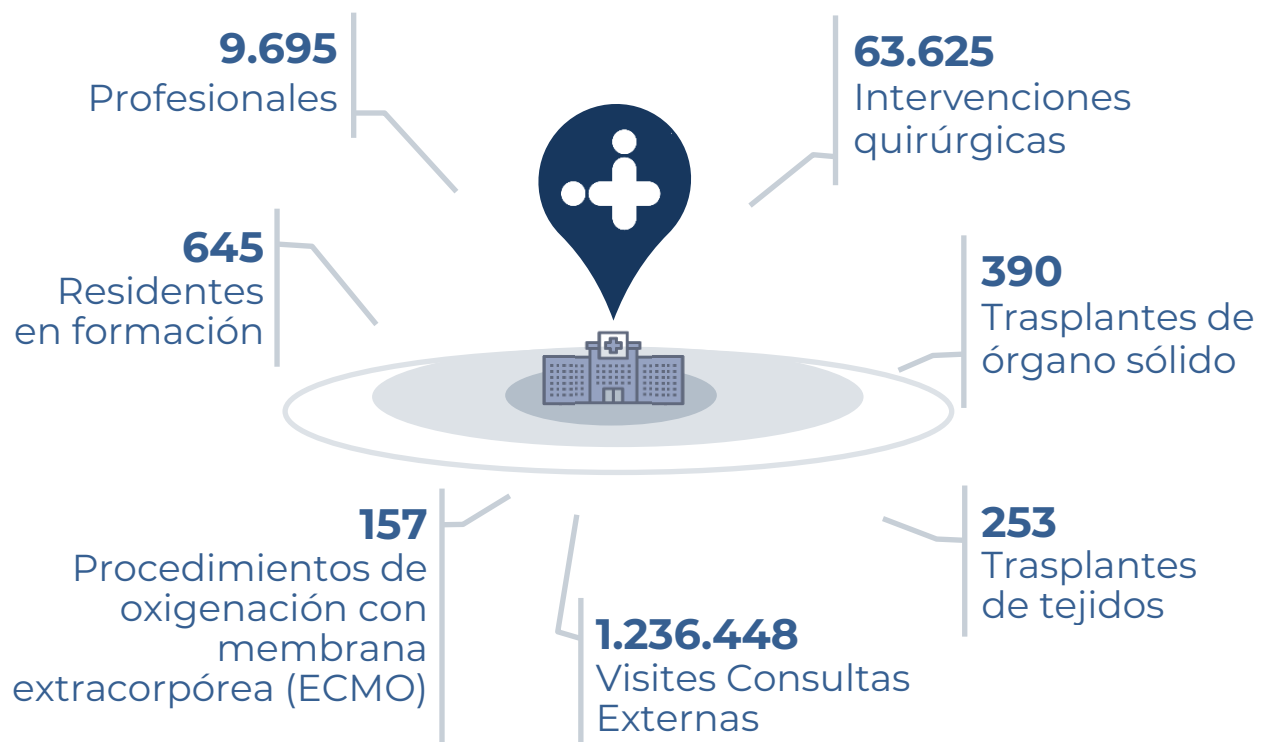 9.695
Profesionales
63.625
Intervenciones
quirúrgicas
645
Residentes
en formación
390
Trasplantes de
órgano sólido
157
Procedimientos de
oxigenación con
membrana
extracorpórea (ECMO)
1.236.448
Visites Consultas
Externas
253
Trasplantes
de tejidos